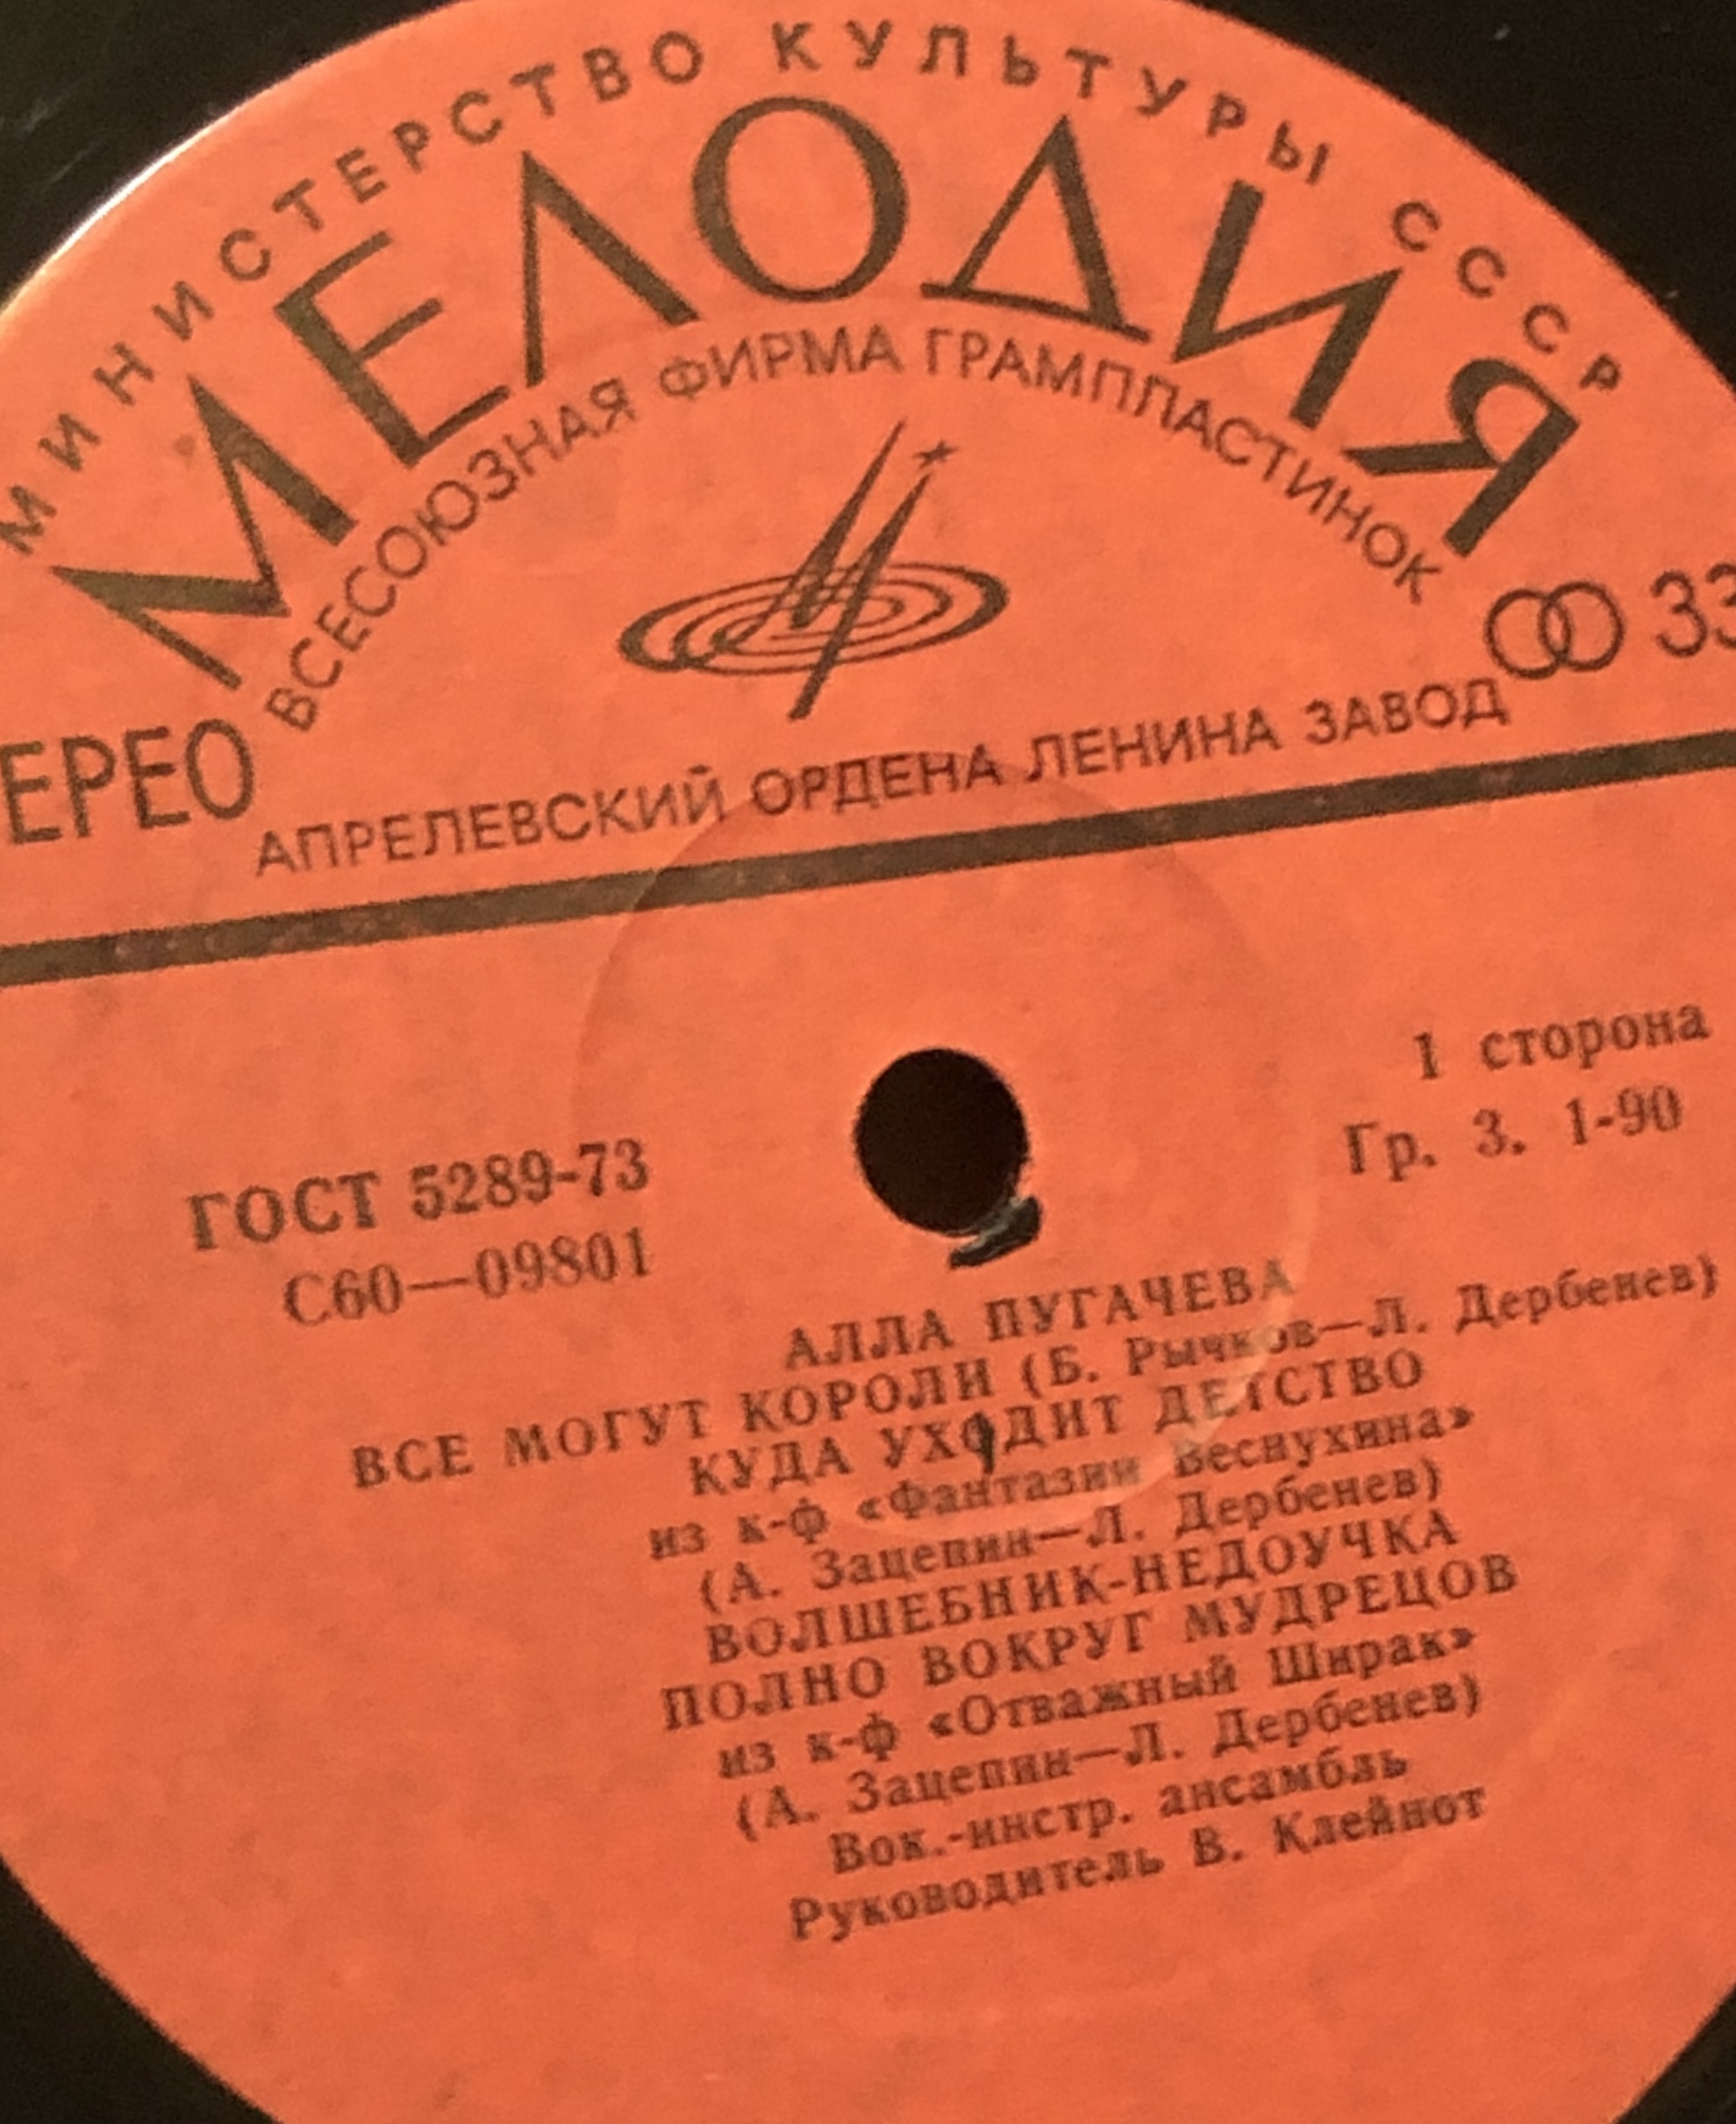 МИНИСТЕРСТВО КУЛЬТУРЫ СССР
МЕЛОДИЯ
ВСЕСОЮЗНАЯ ФИРМА ГРАМПЛАСТИНОК
ЕРЕО
33
АПРЕЛЕВСКИЙ ОРДЕНА ЛЕНИНА ЗАВОД
1 сторона
Гр. 3. 1-90
ГОСТ 5289-73
С60—09801
АЛЛА ПУГАЧЕВА
ВСЕ МОГУТ КОРОЛИ (Б. Рычков—Л. Дербенев)
КУДА УХОДИТ ДЕТСТВО
из к-ф «Фантазии Веснухина»
(А. Зацепин—Л. Дербенев)
ВОЛШЕБНИК-НЕДОУЧКА
ПОЛНО ВОКРУГ МУДРЕЦОВ
из к-ф «Отважный Ширак»
(А. Зацепин—Л. Дербенев)
Вок.-инстр. ансамбль
Руководитель В. Клейнот